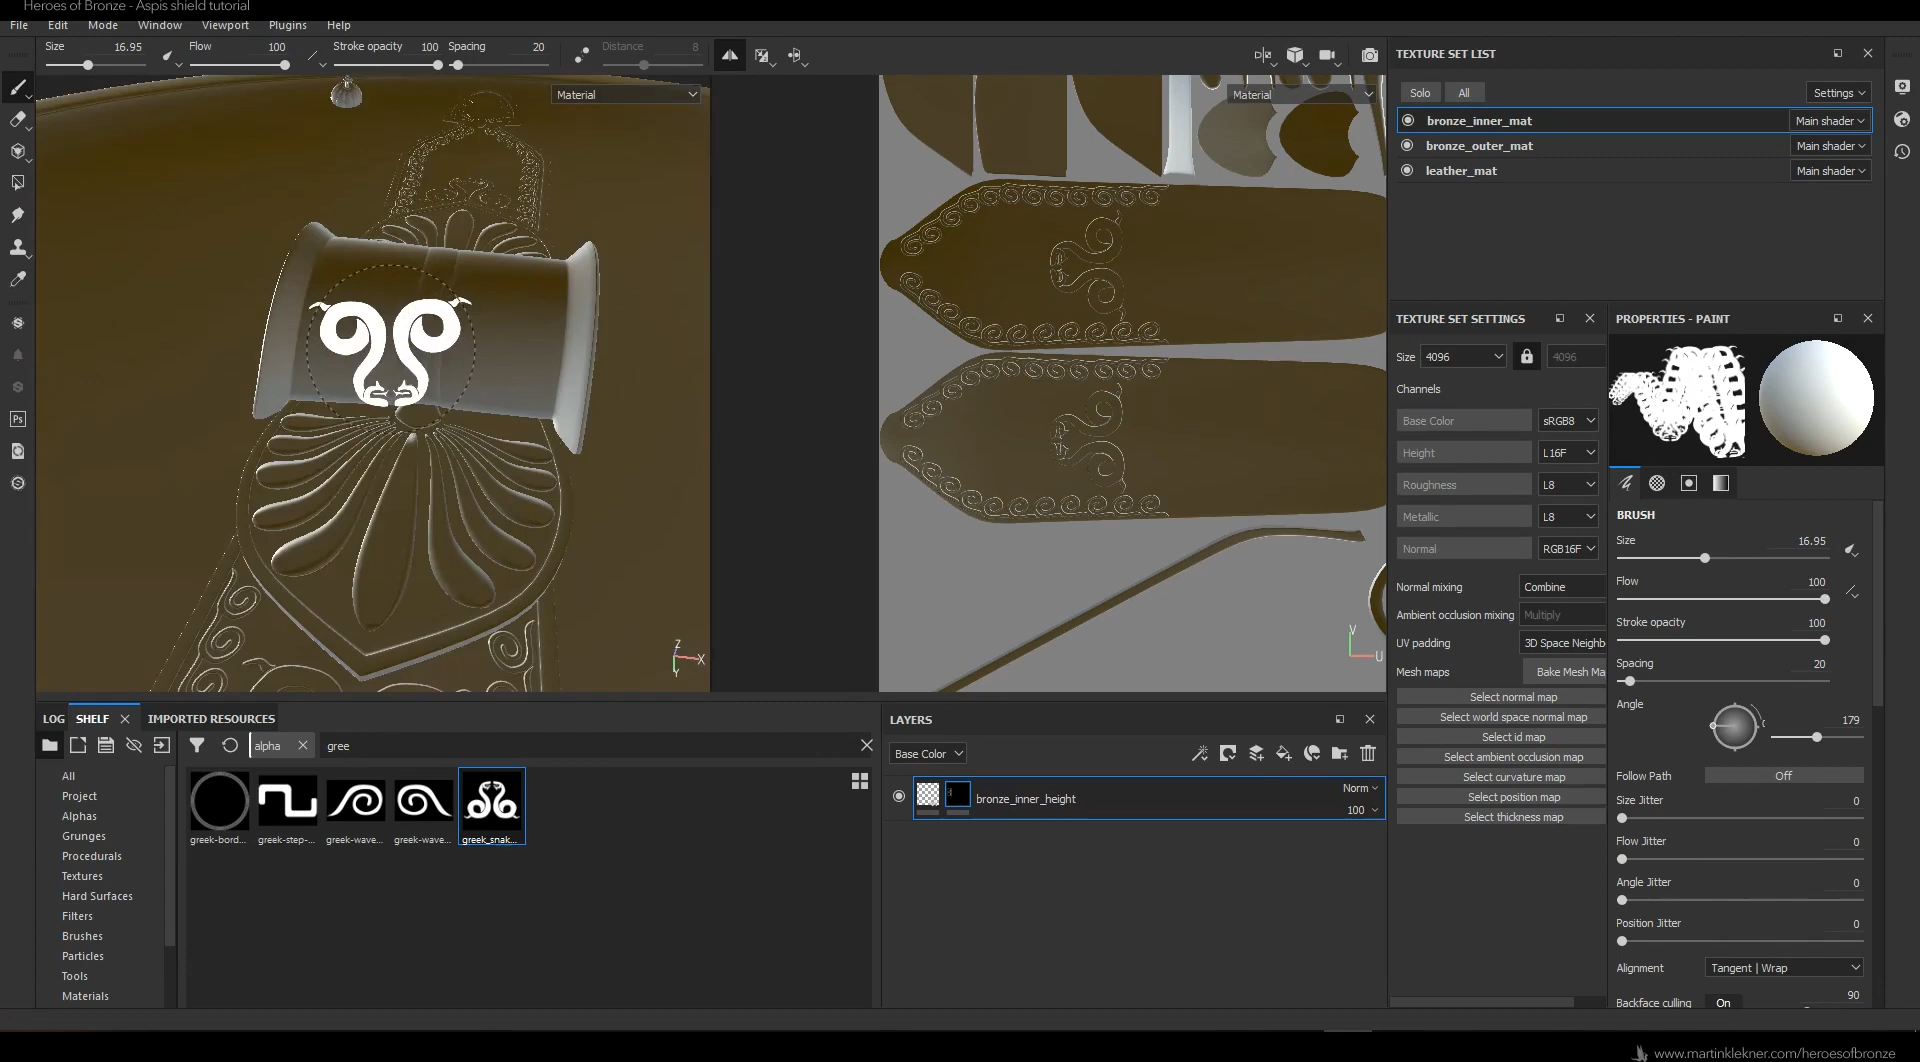 Heroes of Bronze - Aspis shield tutorial
File Edit Mode Window Viewport Plugins Help
Size 16.95 Flow 100 Stroke opacity 100 Spacing 20 Distance 8
Material
Material
TEXTURE SET LIST
Solo All Settings
bronze_inner_mat Main shader
bronze_outer_mat Main shader
leather_mat Main shader
TEXTURE SET SETTINGS
Size 4096 4096
Channels
Base Color sRGB8
Height L16F
Roughness L8
Metallic L8
Normal RGB16F
Normal mixing Combine
Ambient occlusion mixing Multiply
UV padding 3D Space Neighb
Mesh maps Bake Mesh Ma
Select normal map
Select world space normal map
Select id map
Select ambient occlusion map
Select curvature map
Select position map
Select thickness map
PROPERTIES - PAINT
BRUSH
Size 16.95
Flow 100
Stroke opacity 100
Spacing 20
Angle 179
Follow Path Off
Size Jitter 0
Flow Jitter 0
Angle Jitter 0
Position Jitter 0
Alignment Tangent | Wrap
Backface culling On 90
Z
X
Y
V
U
Ps
LOG SHELF IMPORTED RESOURCES
alpha gree
All
Project
Alphas
Grunges
Procedurals
Textures
Hard Surfaces
Filters
Brushes
Particles
Tools
Materials
greek-bord... greek-step-... greek-wave... greek-wave... greek_snak...
LAYERS
Base Color
bronze_inner_height Norm
100
www.martinklekner.com/heroesofbronze